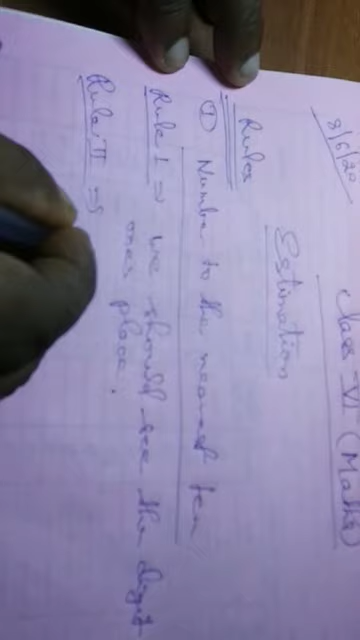 8/6/20
Class - VI (Maths)
Estimation
Rules
① Number to the nearest ten
Rule I => we should see the digit
ones place.
Rule II =>